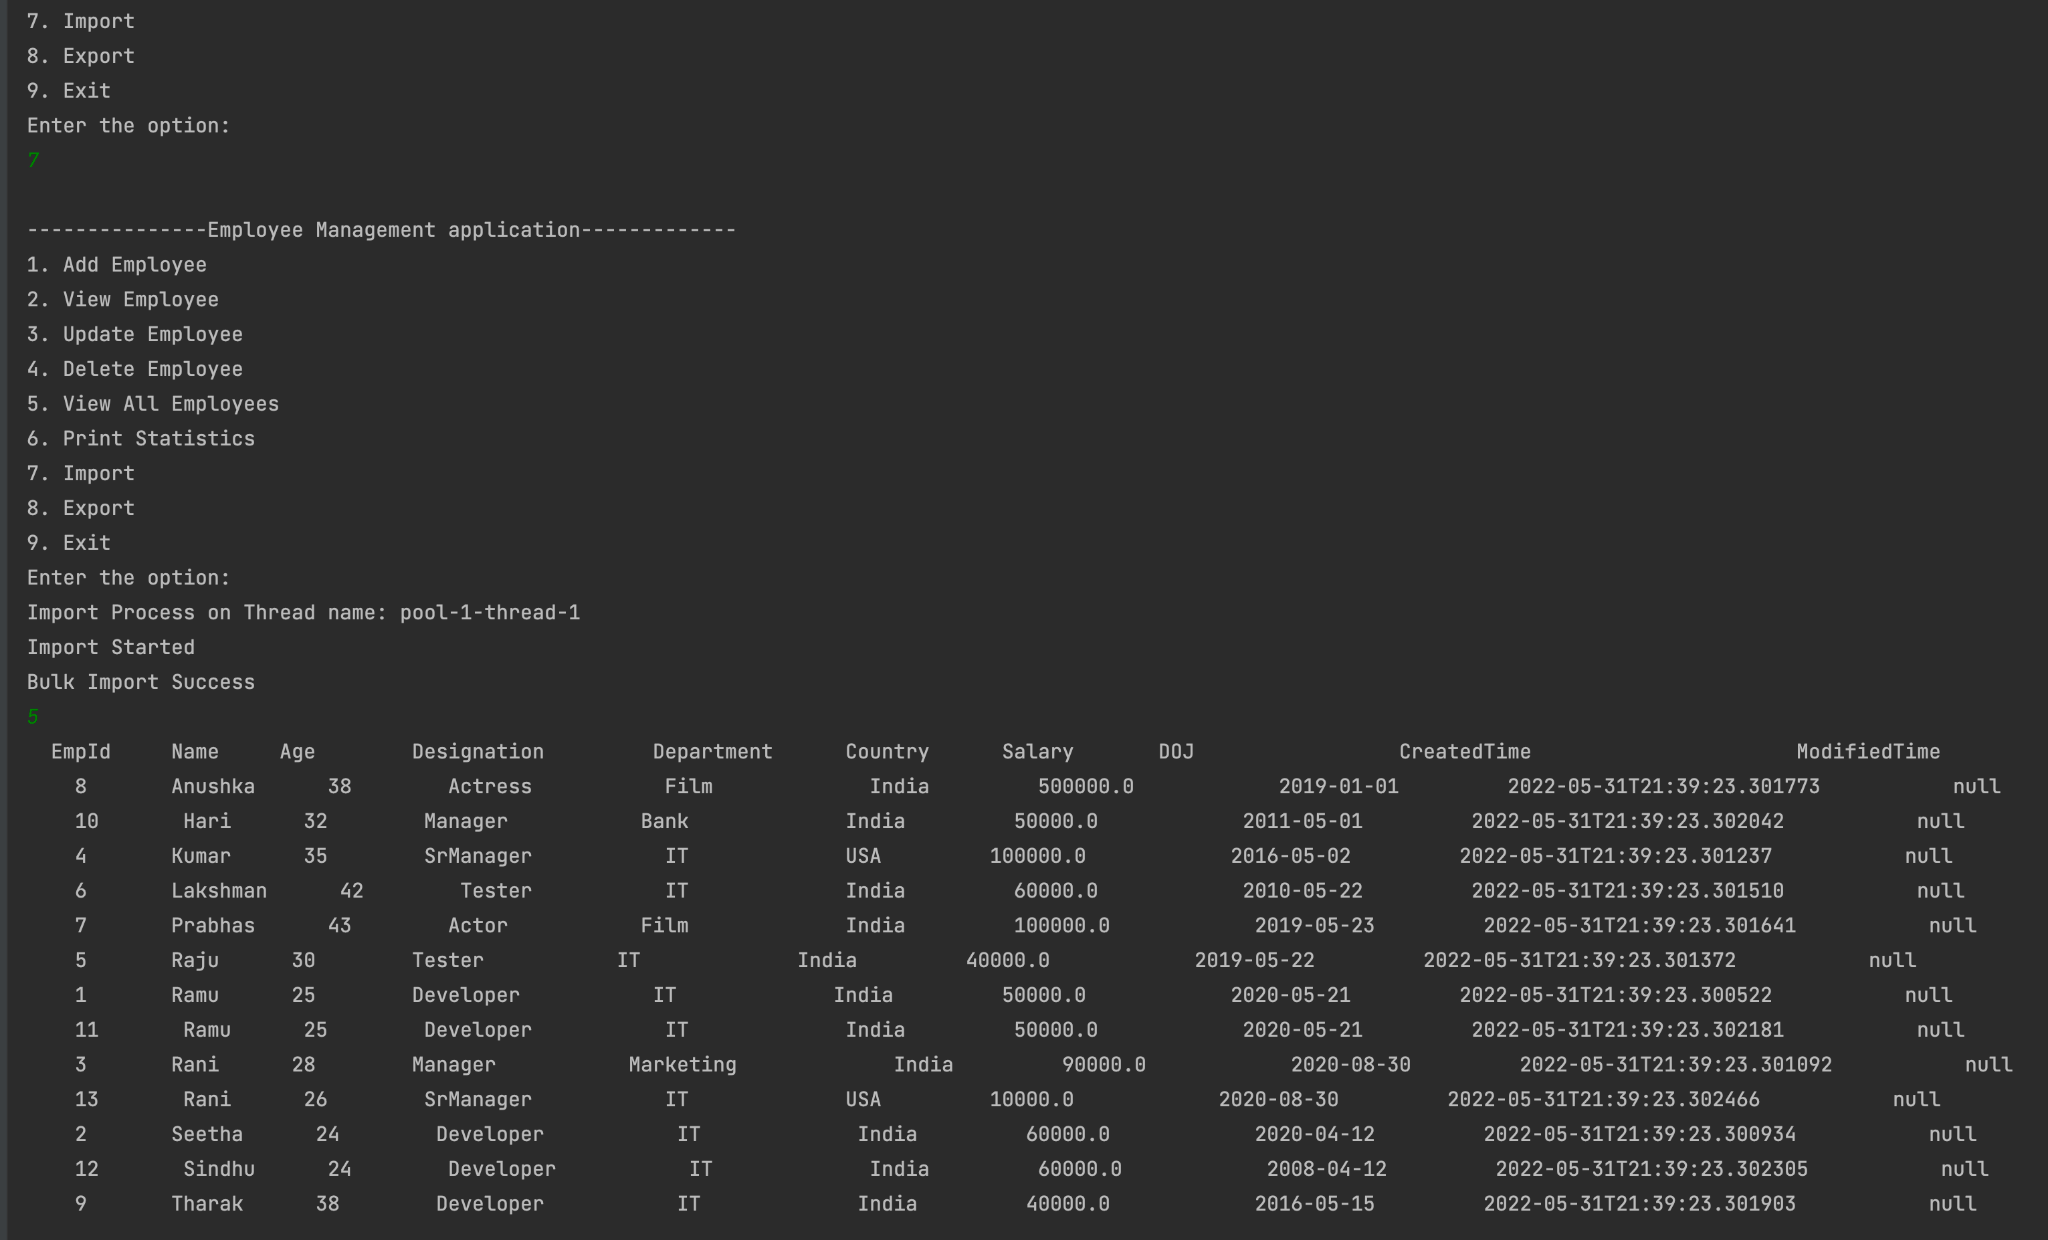 7. Import
8. Export
9. Exit
Enter the option:
7
---------------Employee Management application-------------
1. Add Employee
2. View Employee
3. Update Employee
4. Delete Employee
5. View All Employees
6. Print Statistics
7. Import
8. Export
9. Exit
Enter the option:
Import Process on Thread name: pool-1-thread-1
Import Started
Bulk Import Success
5
EmpId Name Age Designation Department Country Salary DOJ CreatedTime ModifiedTime
8 Anushka 38 Actress Film India 500000.0 2019-01-01 2022-05-31T21:39:23.301773 null
10 Hari 32 Manager Bank India 50000.0 2011-05-01 2022-05-31T21:39:23.302042 null
4 Kumar 35 SrManager IT USA 100000.0 2016-05-02 2022-05-31T21:39:23.301237 null
6 Lakshman 42 Tester IT India 60000.0 2010-05-22 2022-05-31T21:39:23.301510 null
7 Prabhas 43 Actor Film India 100000.0 2019-05-23 2022-05-31T21:39:23.301641 null
5 Raju 30 Tester IT India 40000.0 2019-05-22 2022-05-31T21:39:23.301372 null
1 Ramu 25 Developer IT India 50000.0 2020-05-21 2022-05-31T21:39:23.300522 null
11 Ramu 25 Developer IT India 50000.0 2020-05-21 2022-05-31T21:39:23.302181 null
3 Rani 28 Manager Marketing India 90000.0 2020-08-30 2022-05-31T21:39:23.301092 null
13 Rani 26 SrManager IT USA 10000.0 2020-08-30 2022-05-31T21:39:23.302466 null
2 Seetha 24 Developer IT India 60000.0 2020-04-12 2022-05-31T21:39:23.300934 null
12 Sindhu 24 Developer IT India 60000.0 2008-04-12 2022-05-31T21:39:23.302305 null
9 Tharak 38 Developer IT India 40000.0 2016-05-15 2022-05-31T21:39:23.301903 null